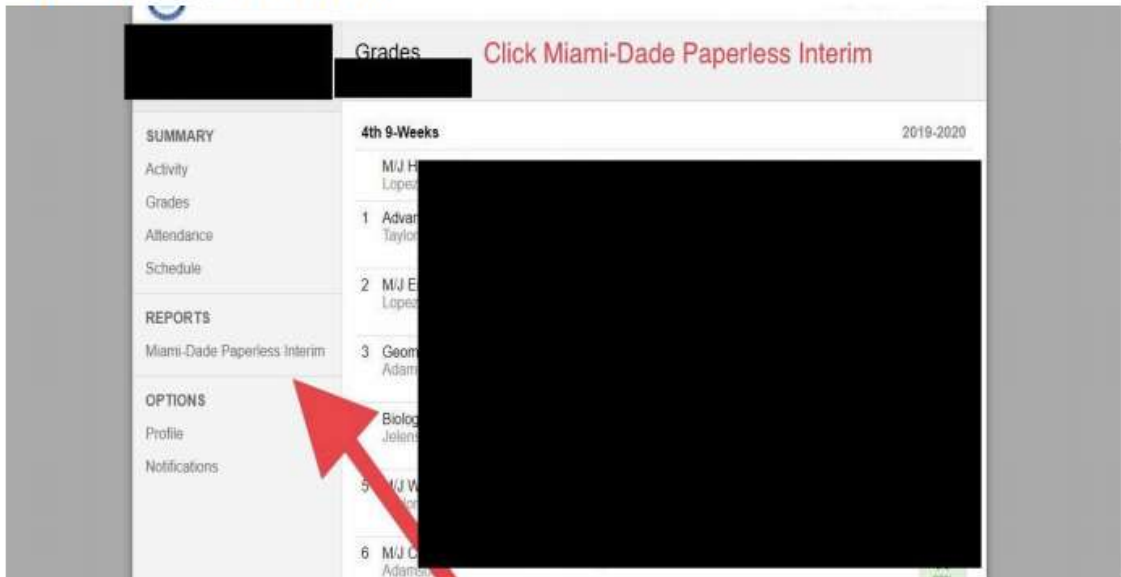 Grades
Click Miami-Dade Paperless Interim
SUMMARY
Activity
Grades
Attendance
Schedule
REPORTS
Miami-Dade Paperless Interim
OPTIONS
Profile
Notifications
4th 9-Weeks 2019-2020
M/J H
Lopez
1 Advan
Taylor
2 M/J E
Lopez
3 Geom
Adam
Biolog
Jelens
5 M/J W
6 M/J C
Adamso